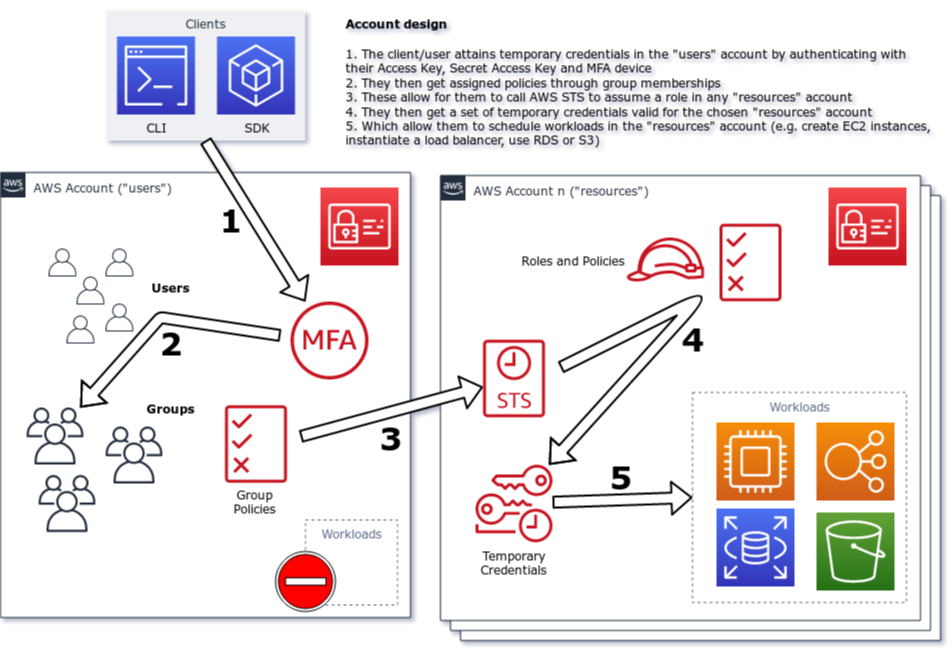 Clients
CLI
SDK
Account design
1. The client/user attains temporary credentials in the "users" account by authenticating with
their Access Key, Secret Access Key and MFA device
2. They then get assigned policies through group memberships
3. These allow for them to call AWS STS to assume a role in any "resources" account
4. They then get a set of temporary credentials valid for the chosen "resources" account
5. Which allow them to schedule workloads in the "resources" account (e.g. create EC2 instances,
instantiate a load balancer, use RDS or S3)
aws
AWS Account ("users")
1
Users
2
MFA
Groups
Group
Policies
3
Workloads
aws
AWS Account n ("resources")
Roles and Policies
4
STS
Temporary
Credentials
5
Workloads